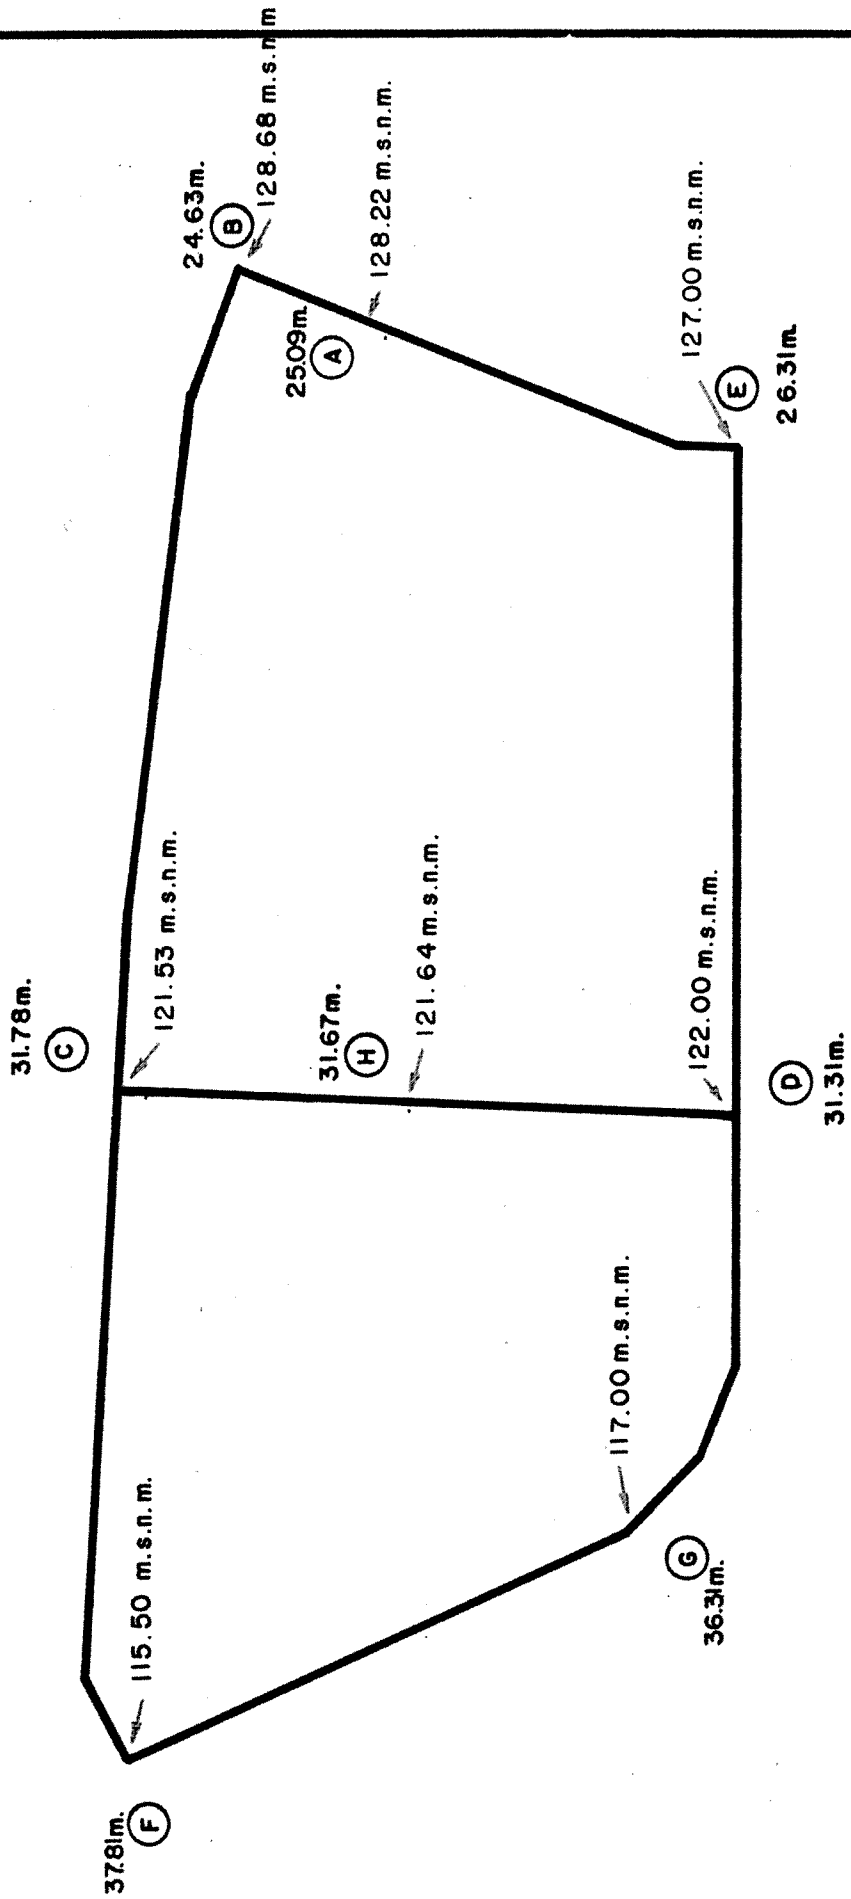 24.63m.
B
128.68 m.s.n.m
25.09m.
A
128.22 m.s.n.m.
127.00 m.s.n.m.
E
26.31m.
31.78m.
C
121.53 m.s.n.m.
31.67m.
H
121.64 m.s.n.m.
122.00 m.s.n.m.
D
31.31m.
117.00 m.s.n.m.
G
36.31m.
115.50 m.s.n.m.
37.81m.
F